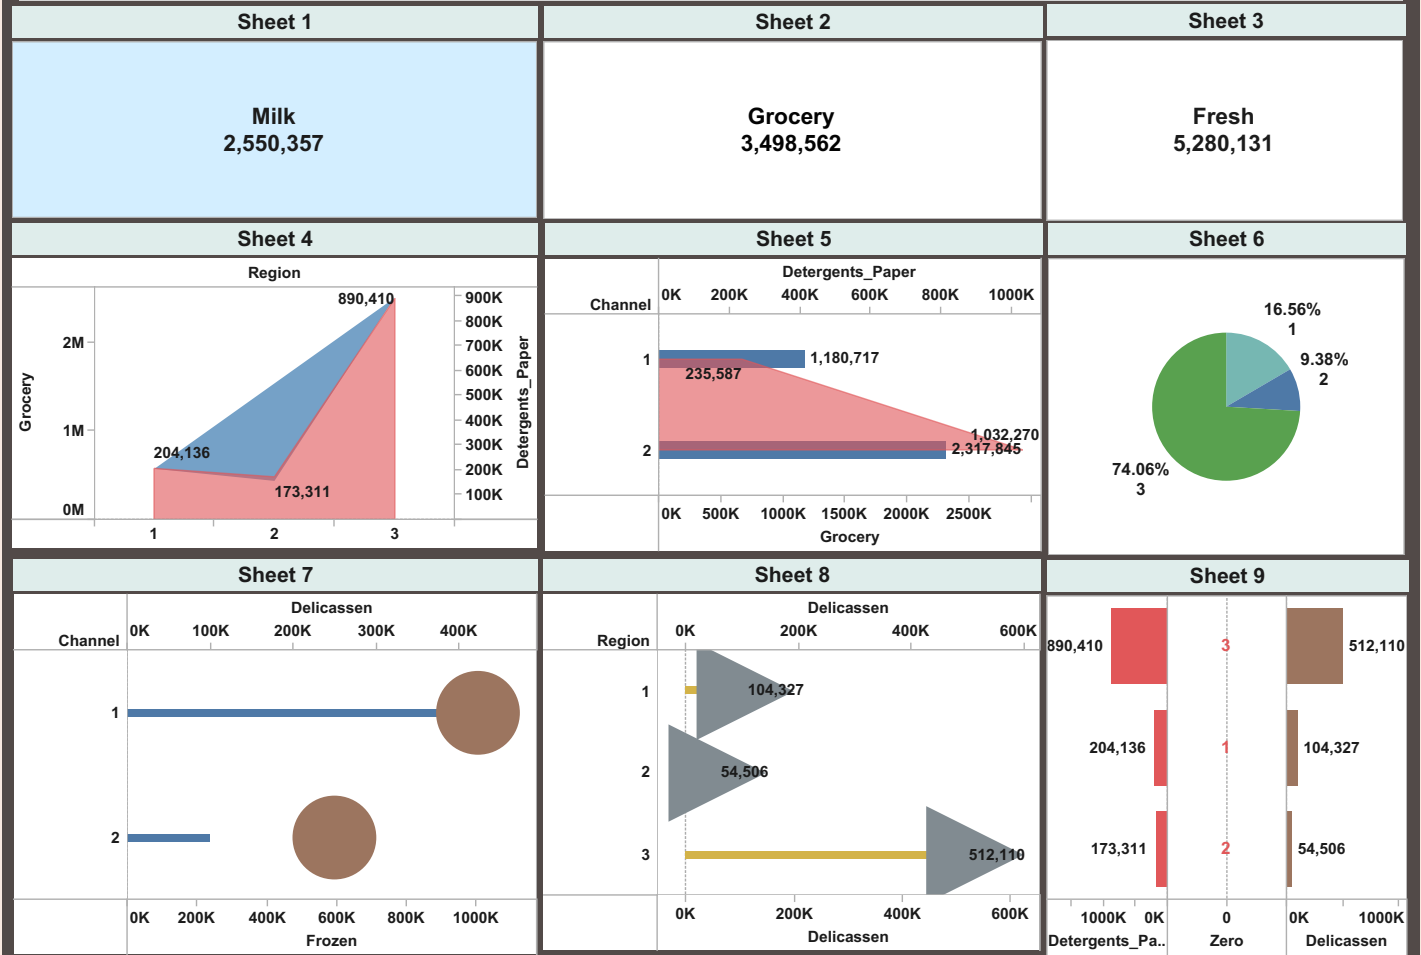 Sheet 1
Milk
2,550,357
Sheet 2
Grocery
3,498,562
Sheet 3
Fresh
5,280,131
Sheet 4
Region
890,410
900K
800K
2M
700K
600K
500K
1M
400K
300K
204,136
200K
173,311
100K
0M
Grocery
Detergents_Paper
1 2 3
Sheet 5
Detergents_Paper
Channel
0K 200K 400K 600K 800K 1000K
1
1,180,717
235,587
1,032,270
2
2,317,845
0K 500K 1000K 1500K 2000K 2500K
Grocery
Sheet 6
16.56%
1
9.38%
2
74.06%
3
Sheet 7
Delicassen
Channel
0K 100K 200K 300K 400K
1
2
0K 200K 400K 600K 800K 1000K
Frozen
Sheet 8
Delicassen
Region
0K 200K 400K 600K
1
104,327
2
54,506
3
512,110
0K 200K 400K 600K
Delicassen
Sheet 9
890,410 3 512,110
204,136 1 104,327
173,311 2 54,506
1000K 0K 0 0K 1000K
Detergents_Pa.. Zero Delicassen